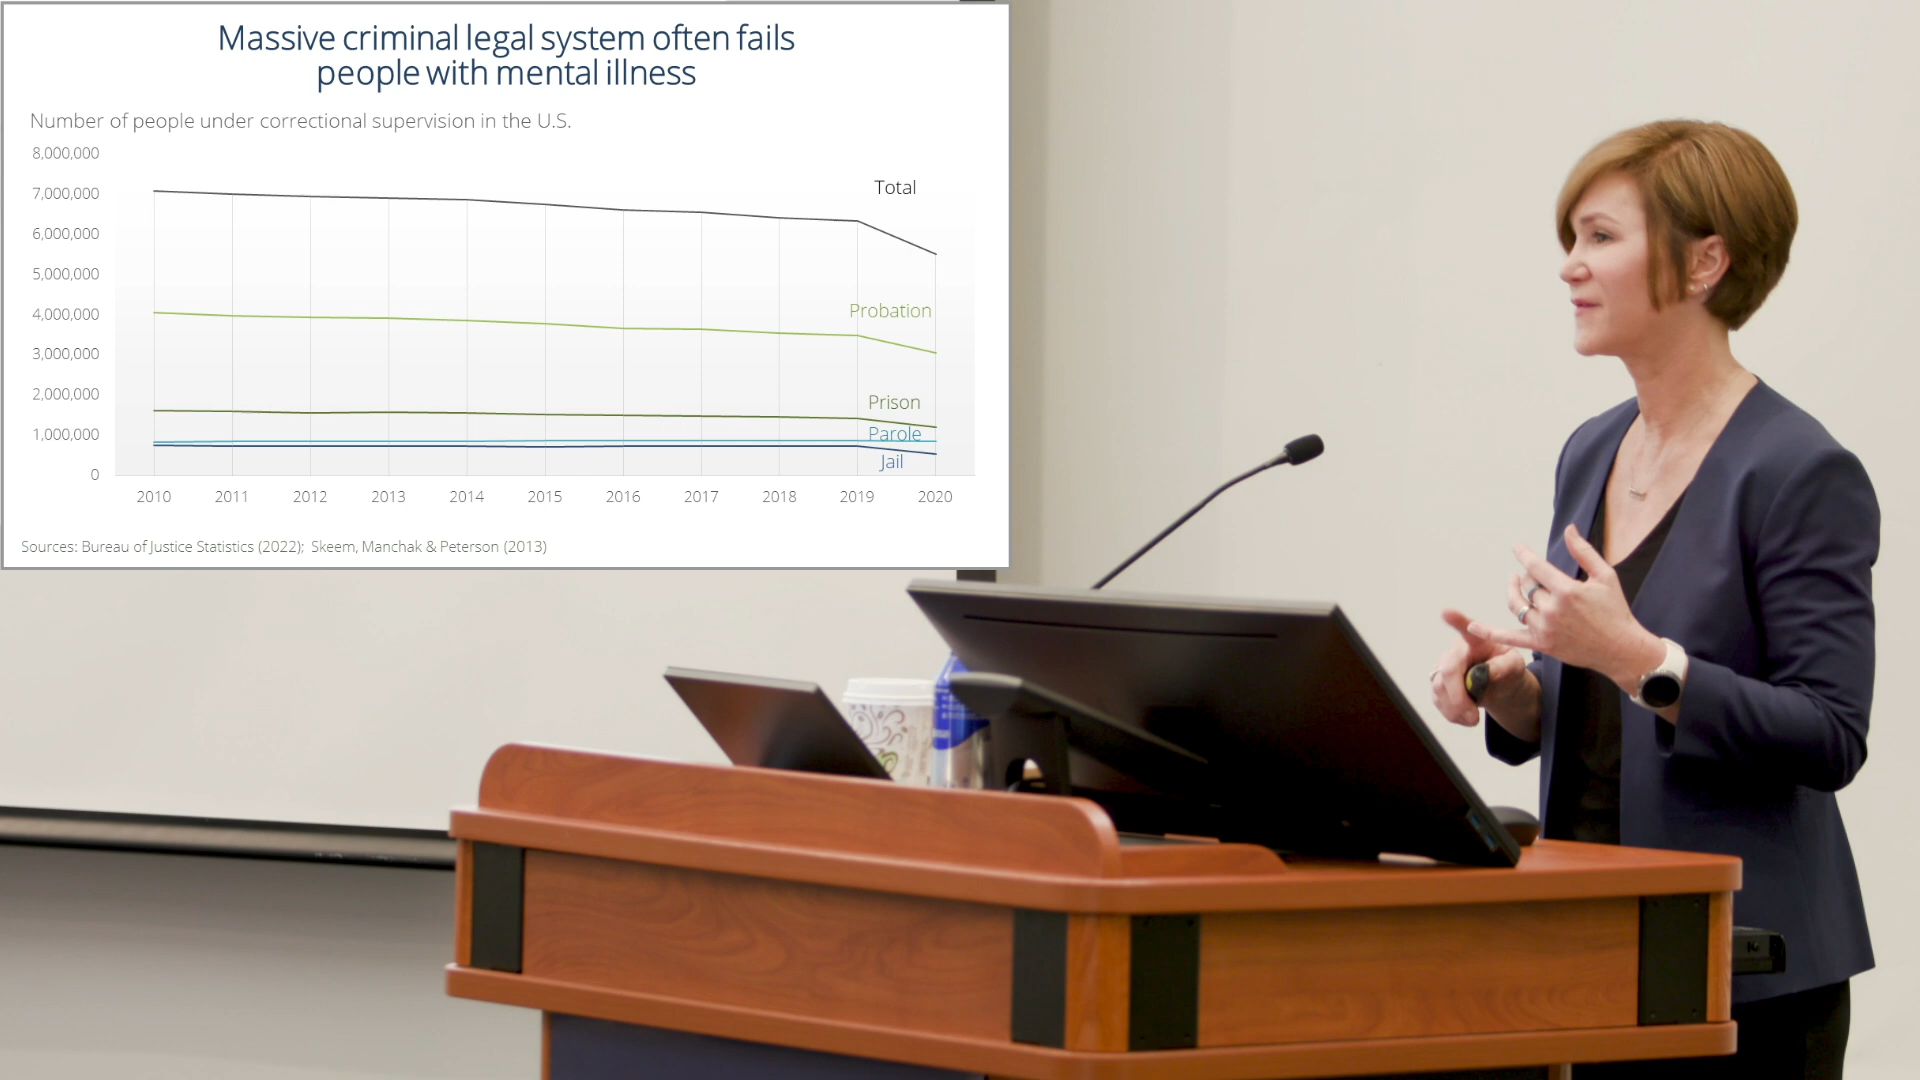 Massive criminal legal system often fails
people with mental illness
Number of people under correctional supervision in the U.S.
8,000,000
7,000,000
6,000,000
5,000,000
4,000,000
3,000,000
2,000,000
1,000,000
0
Total
Probation
Prison
Parole
Jail
2010 2011 2012 2013 2014 2015 2016 2017 2018 2019 2020
Sources: Bureau of Justice Statistics (2022); Skeem, Manchak & Peterson (2013)